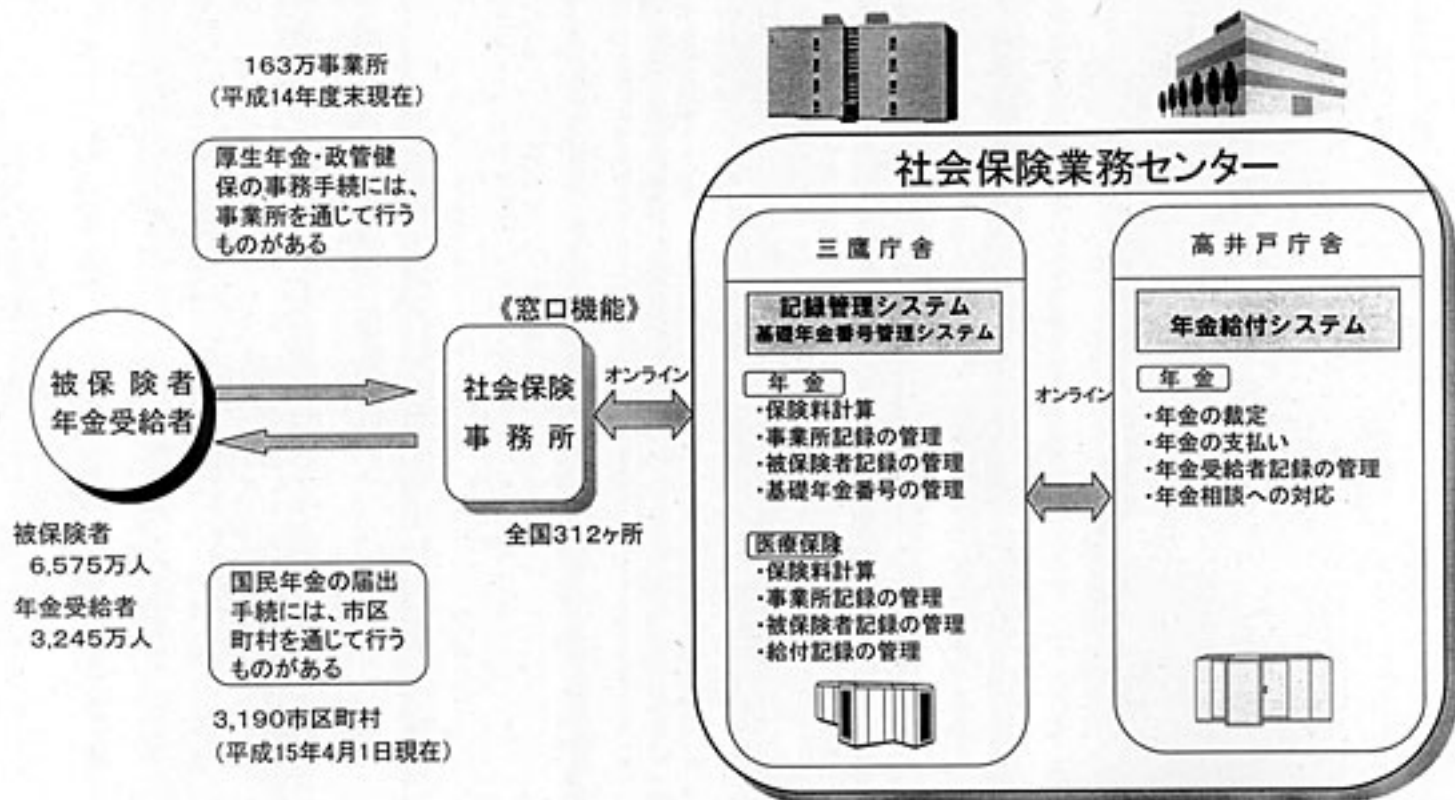 163万事業所
(平成14年度末現在)
厚生年金・政管健
保の事務手続には、
事業所を通じて行う
ものがある
被保険者
年金受給者
被保険者
6,575万人
年金受給者
3,245万人
国民年金の届出
手続には、市区
町村を通じて行う
ものがある
3,190市区町村
(平成15年4月1日現在)
《窓口機能》
社会保険
事務所
全国312ヶ所
オンライン
社会保険業務センター
三鷹庁舎
記録管理システム
基礎年金番号管理システム
年金
・保険料計算
・事業所記録の管理
・被保険者記録の管理
・基礎年金番号の管理
医療保険
・保険料計算
・事業所記録の管理
・被保険者記録の管理
・給付記録の管理
オンライン
高井戸庁舎
年金給付システム
年金
・年金の裁定
・年金の支払い
・年金受給者記録の管理
・年金相談への対応